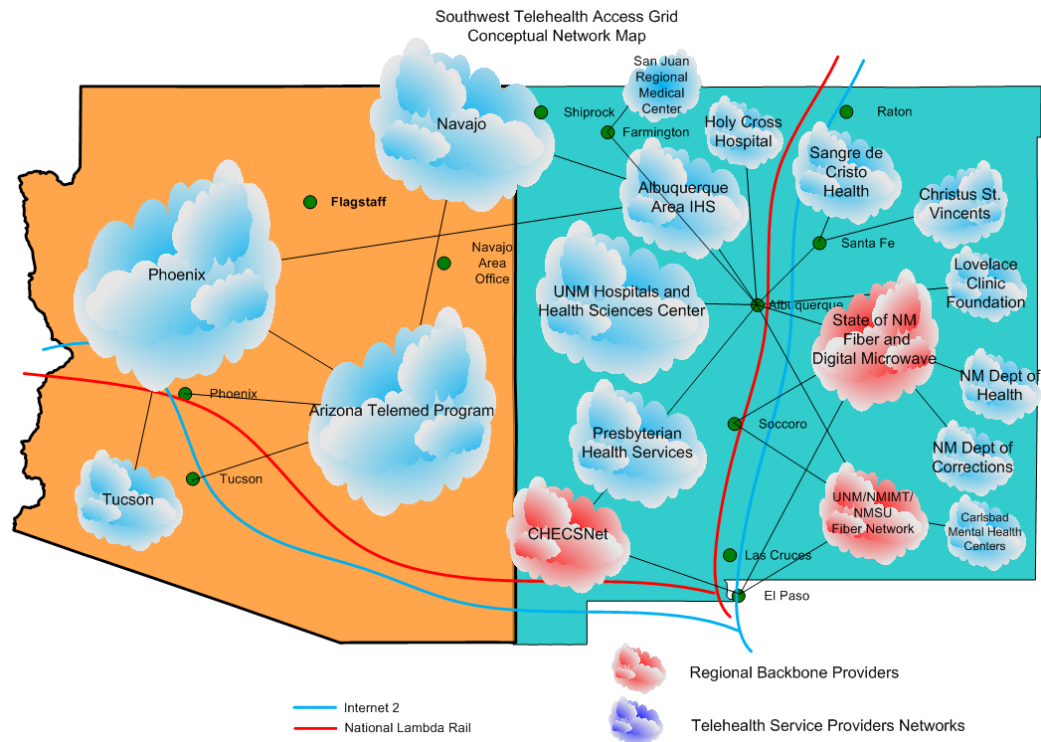 Southwest Telehealth Access Grid
Conceptual Network Map
San Juan
Regional
Medical
Center
Navajo
Shiprock
Farmington
Holy Cross
Hospital
Raton
Sangre de
Cristo
Health
Albuquerque
Area IHS
Christus St.
Vincents
Flagstaff
Navajo
Area
Office
Santa Fe
Phoenix
Lovelace
Clinic
Foundation
UNM Hospitals and
Health Sciences Center
Albuquerque
State of NM
Fiber and
Digital Microwave
NM Dept of
Health
Phoenix
Arizona Telemed Program
Soccoro
Presbyterian
Health Services
NM Dept of
Corrections
Tucson
Tucson
UNM/NMIMT/
NMSU
Fiber Network
CHECSNet
Carlsbad
Mental Health
Centers
Las Cruces
El Paso
Regional Backbone Providers
Internet 2
National Lambda Rail
Telehealth Service Providers Networks